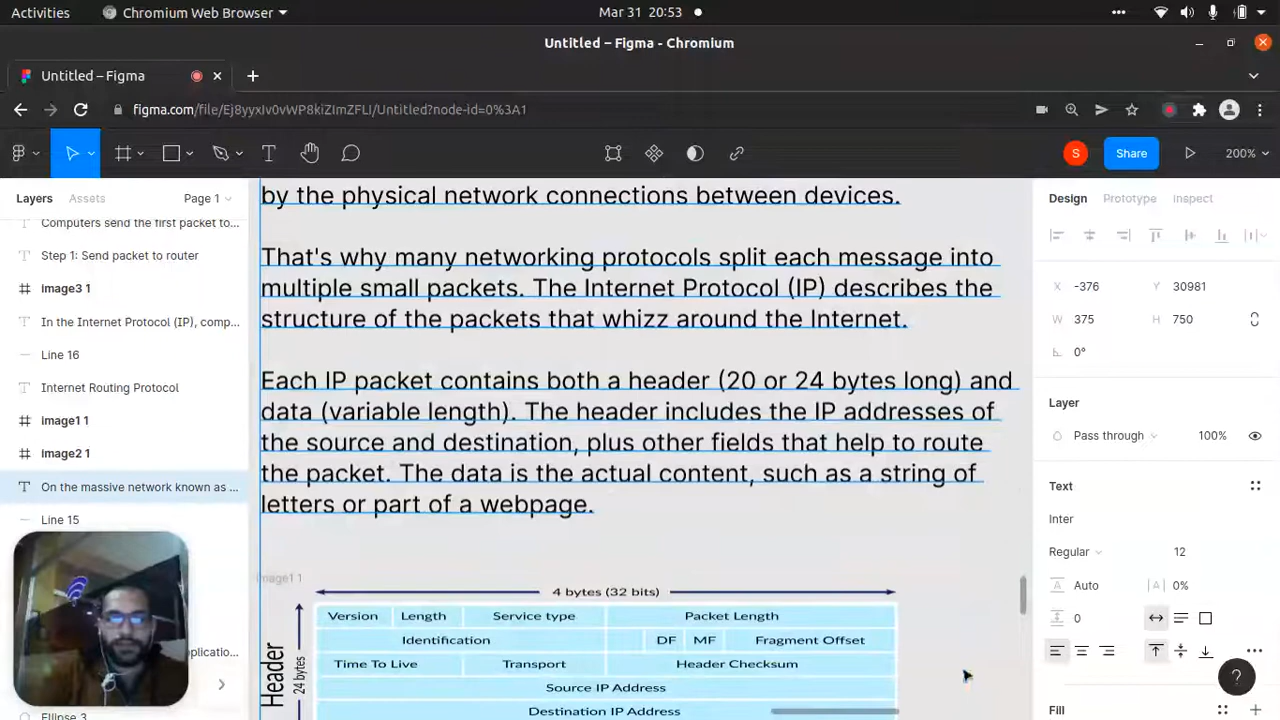 Activities
Chromium Web Browser
Mar 31 20:53
Untitled – Figma - Chromium
Untitled – Figma
figma.com/file/Ej8yyxIv0vWP8kiZImZFLI/Untitled?node-id=0%3A1
S
Share
200%
Layers
Assets
Page 1
Design
Prototype
Inspect
Computers send the first packet to...
Step 1: Send packet to router
image3 1
In the Internet Protocol (IP), comp...
Line 16
Internet Routing Protocol
image1 1
image2 1
On the massive network known as ...
Line 15
Ellipse 3
by the physical network connections between devices.
That's why many networking protocols split each message into
multiple small packets. The Internet Protocol (IP) describes the
structure of the packets that whizz around the Internet.
Each IP packet contains both a header (20 or 24 bytes long) and
data (variable length). The header includes the IP addresses of
the source and destination, plus other fields that help to route
the packet. The data is the actual content, such as a string of
letters or part of a webpage.
image1 1
4 bytes (32 bits)
Version
Length
Service type
Packet Length
Identification
DF
MF
Fragment Offset
Time To Live
Transport
Header Checksum
Source IP Address
Destination IP Address
Header
24 bytes
X
-376
Y
30981
W
375
H
750
0°
Layer
Pass through
100%
Text
Inter
Regular
12
Auto
0%
0
Fill
?